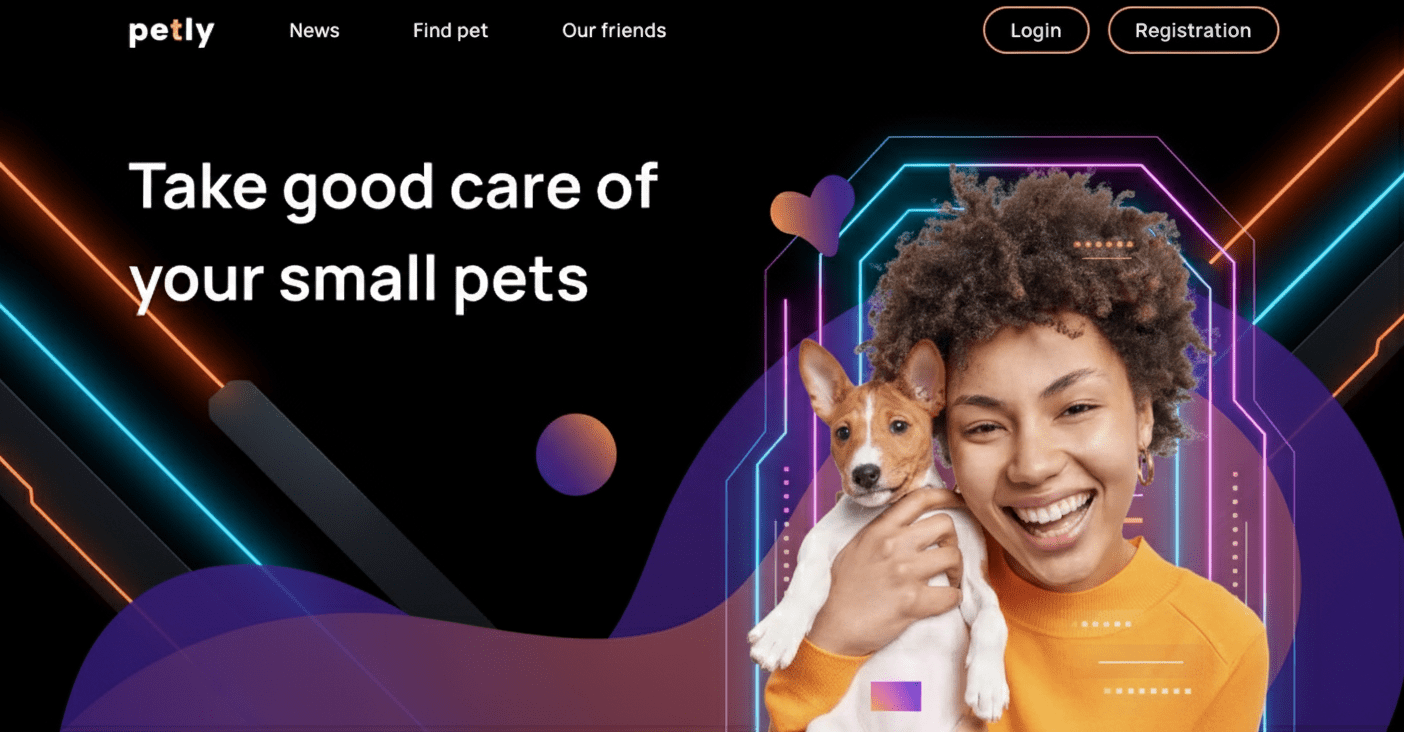 petly
News
Find pet
Our friends
Login
Registration
Take good care of
your small pets